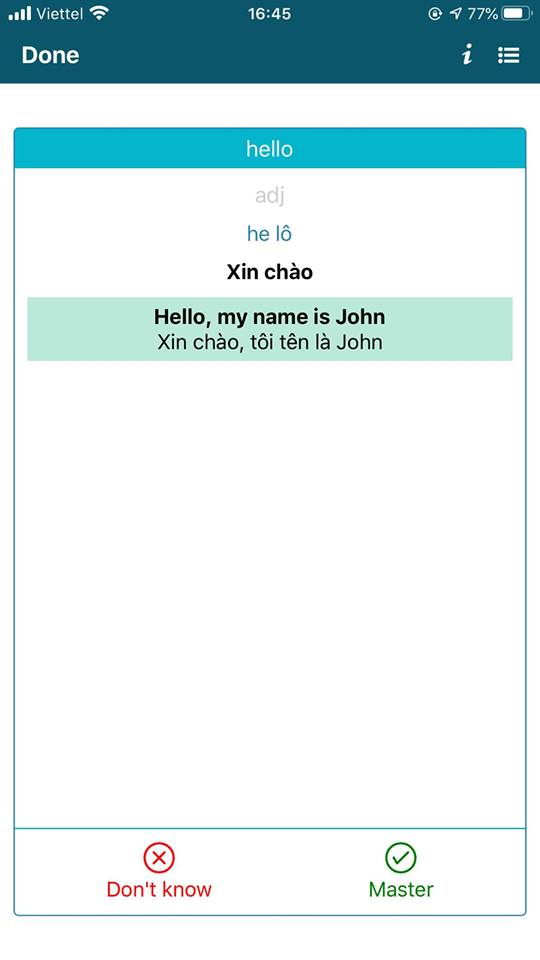 Viettel 16:45 77%
Done
hello
adj
he lô
Xin chào
Hello, my name is John
Xin chào, tôi tên là John
Don't know Master